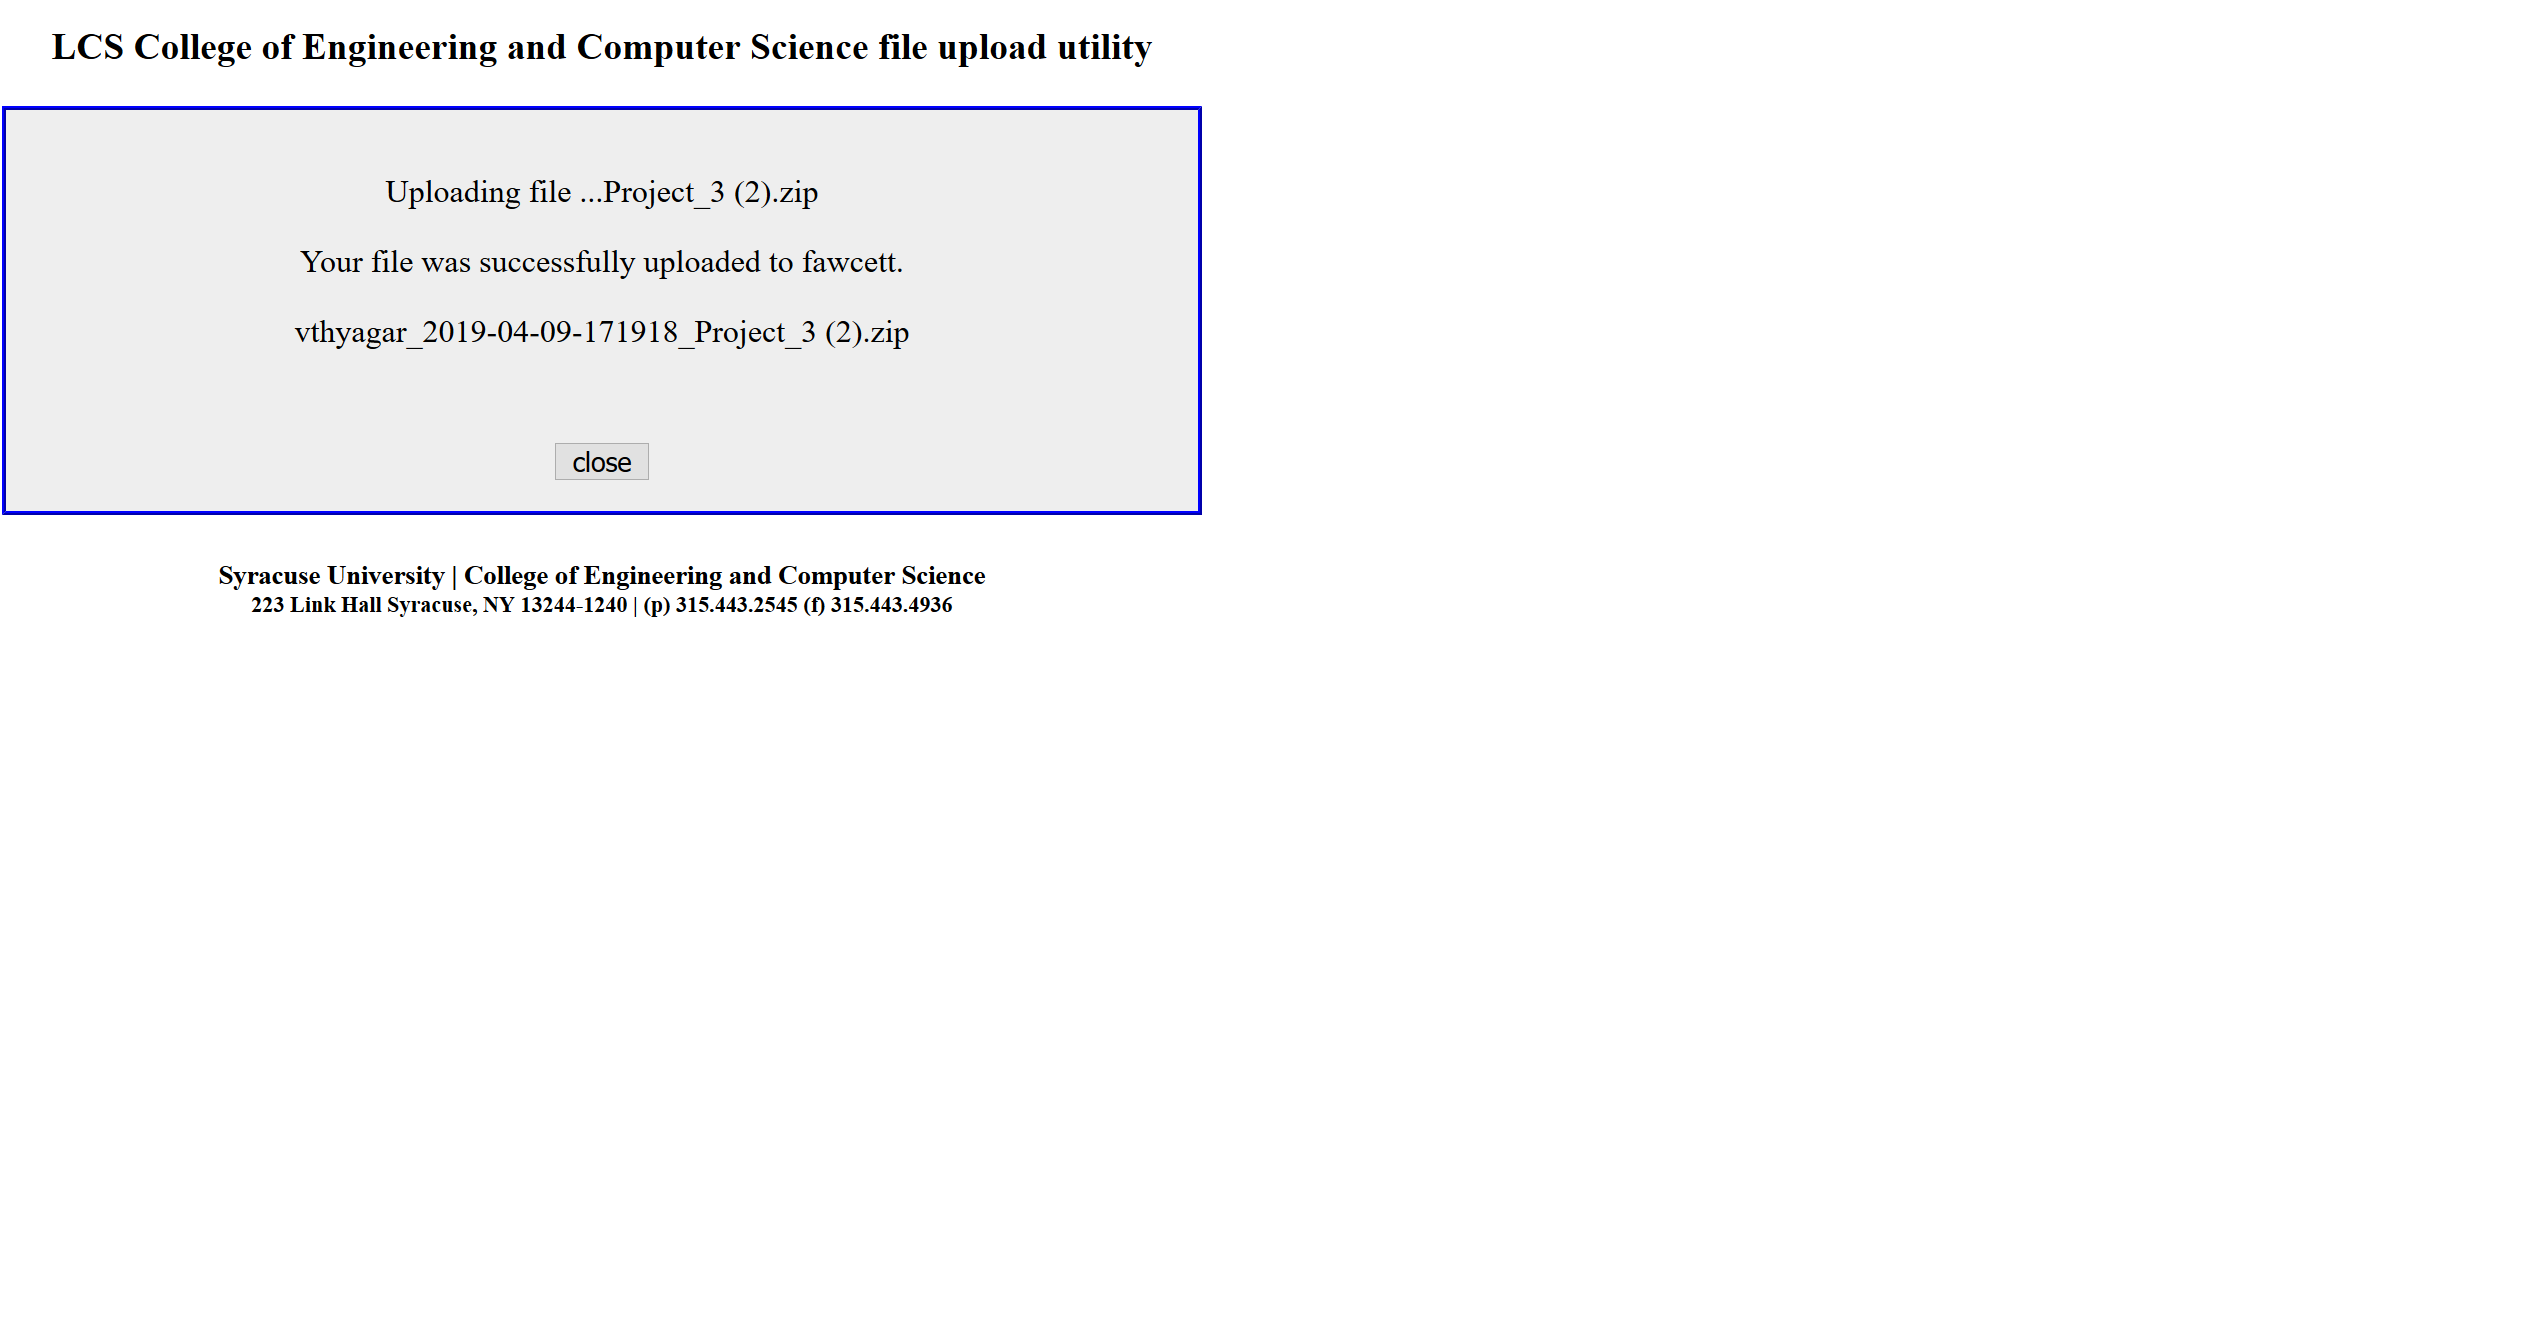 LCS College of Engineering and Computer Science file upload utility
Uploading file ...Project_3 (2).zip
Your file was successfully uploaded to fawcett.
vthyagar_2019-04-09-171918_Project_3 (2).zip
close
Syracuse University | College of Engineering and Computer Science
223 Link Hall Syracuse, NY 13244-1240 | (p) 315.443.2545 (f) 315.443.4936